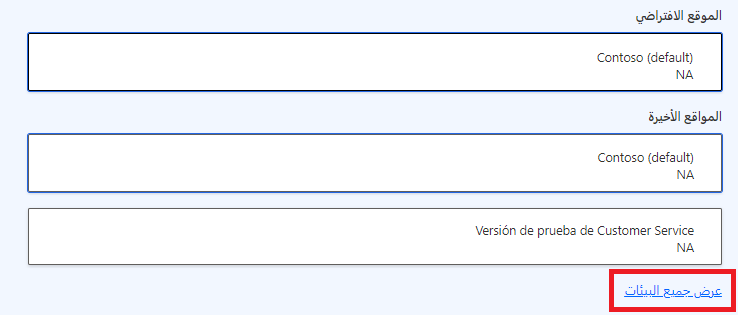 الموقع الافتراضي
Contoso (default)
NA
المواقع الأخيرة
Contoso (default)
NA
Versión de prueba de Customer Service
NA
عرض جميع البيئات